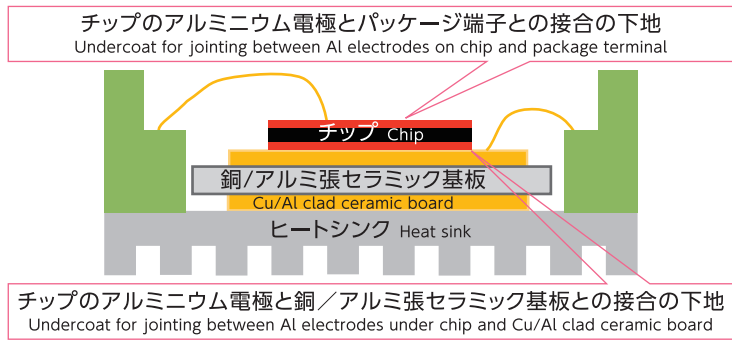 チップのアルミニウム電極とパッケージ端子との接合の下地
Undercoat for jointing between Al electrodes on chip and package terminal
チップ Chip
銅/アルミ張セラミック基板
Cu/Al clad ceramic board
ヒートシンク Heat sink
チップのアルミニウム電極と銅／アルミ張セラミック基板との接合の下地
Undercoat for jointing between Al electrodes under chip and Cu/Al clad ceramic board